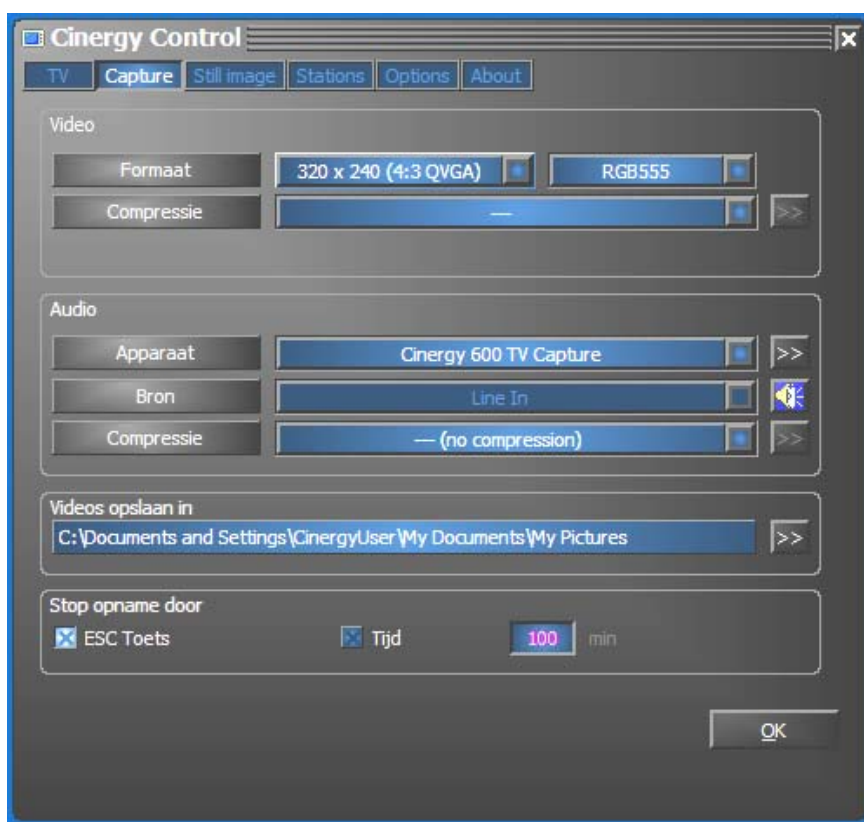 Cinergy Control
TV Capture Still image Stations Options About
Video
Formaat 320 x 240 (4:3 QVGA) RGB555
Compressie --- >>
Audio
Apparaat Cinergy 600 TV Capture >>
Bron Line In
Compressie --- (no compression) >>
Videos opslaan in
C:\Documents and Settings\CinergyUser\My Documents\My Pictures >>
Stop opname door
ESC Toets Tijd 100 min
OK